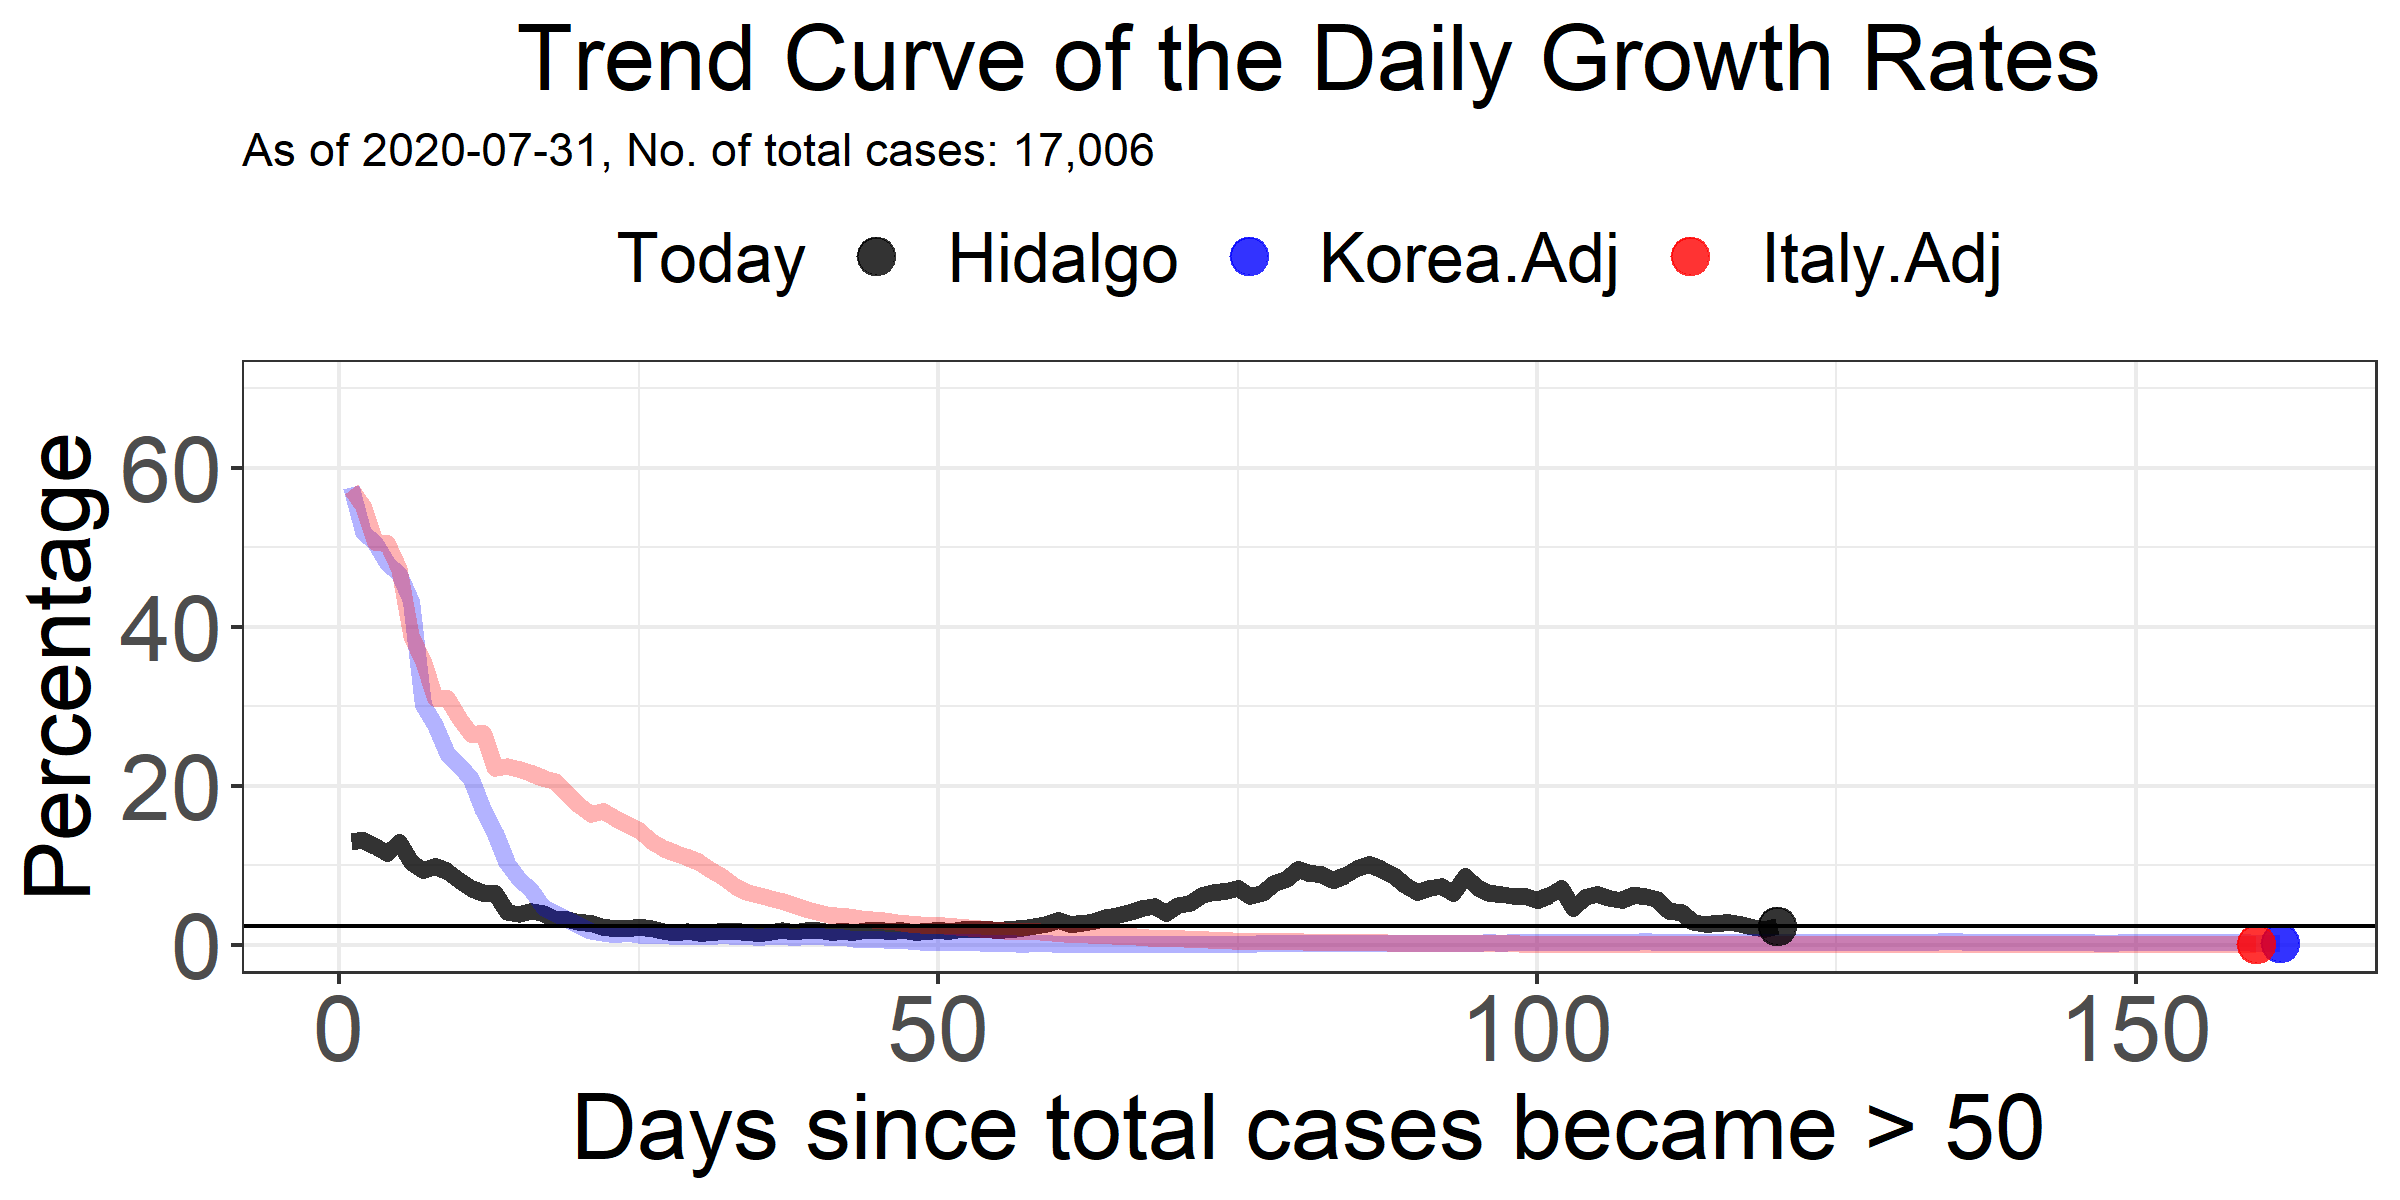 Trend Curve of the Daily Growth Rates
As of 2020-07-31, No. of total cases: 17,006
Today Hidalgo Korea.Adj Italy.Adj
Percentage
60
40
20
0
0 50 100 150
Days since total cases became > 50